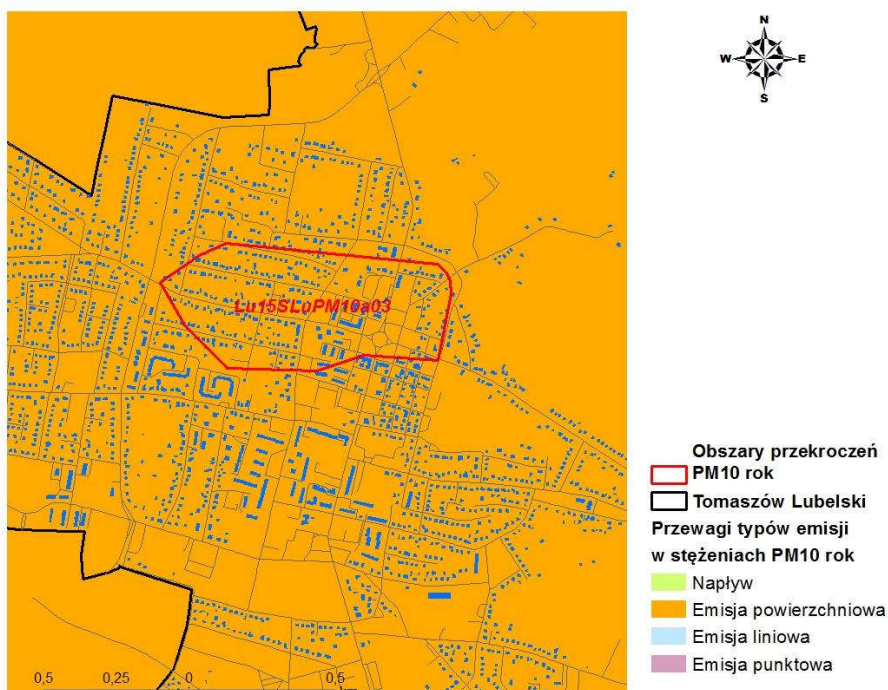 N
W E
S
Lu15SLuPM10a03
Obszary przekroczeń
PM10 rok
Tomaszów Lubelski
Przewagi typów emisji
w stężeniach PM10 rok
Napływ
Emisja powierzchniowa
Emisja liniowa
Emisja punktowa
0,5 0,25 0 0,5